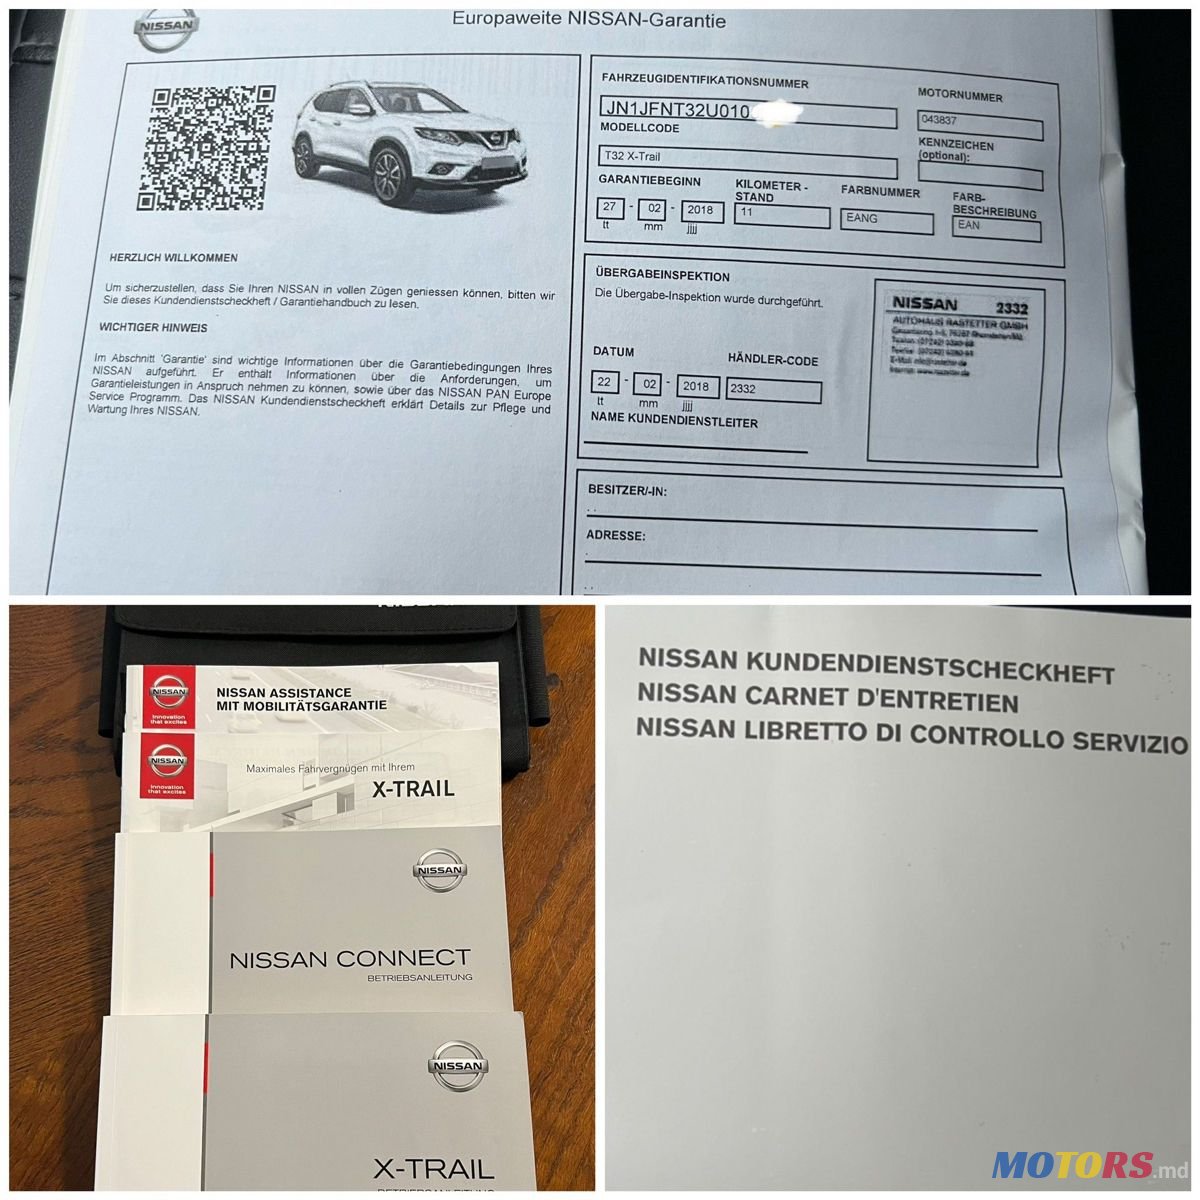 NISSAN
Europaweite NISSAN-Garantie
HERZLICH WILLKOMMEN
Um sicherzustellen, dass Sie Ihren NISSAN in vollen Zügen geniessen können, bitten wir
Sie dieses Kundendienstscheckheft / Garantiehandbuch zu lesen.
WICHTIGER HINWEIS
Im Abschnitt 'Garantie' sind wichtige Informationen über die Garantiebedingungen Ihres
NISSAN aufgeführt. Er enthält Informationen über die Anforderungen, um
Garantieleistungen in Anspruch nehmen zu können, sowie über das NISSAN PAN Europe
Service Programm. Das NISSAN Kundendienstscheckheft erklärt Details zur Pflege und
Wartung Ihres NISSAN.
FAHRZEUGIDENTIFIKATIONSNUMMER
JN1JFNT32U010
MOTORNUMMER
043837
MODELLCODE
T32 X-Trail
KENNZEICHEN
(optional):
GARANTIEBEGINN
27 - 02 - 2018
tt mm jjjj
KILOMETER -
STAND
11
FARBNUMMER
EANG
FARB-
BESCHREIBUNG
EAN
ÜBERGABEINSPEKTION
Die Übergabe-Inspektion wurde durchgeführt.
DATUM
22 - 02 - 2018
tt mm jjjj
HÄNDLER-CODE
2332
NAME KUNDENDIENSTLEITER
NISSAN 2332
AUTOHAUS RASTETTER GMBH
BESITZER/-IN:
ADRESSE:
NISSAN
Innovation
that excites
NISSAN ASSISTANCE
MIT MOBILITÄTSGARANTIE
NISSAN
Innovation
that excites
Maximales Fahrvergnügen mit Ihrem
X-TRAIL
NISSAN
NISSAN CONNECT
BETRIEBSANLEITUNG
NISSAN
X-TRAIL
BETRIEBSANLEITUNG
NISSAN KUNDENDIENSTSCHECKHEFT
NISSAN CARNET D'ENTRETIEN
NISSAN LIBRETTO DI CONTROLLO SERVIZIO
MOTORS.md